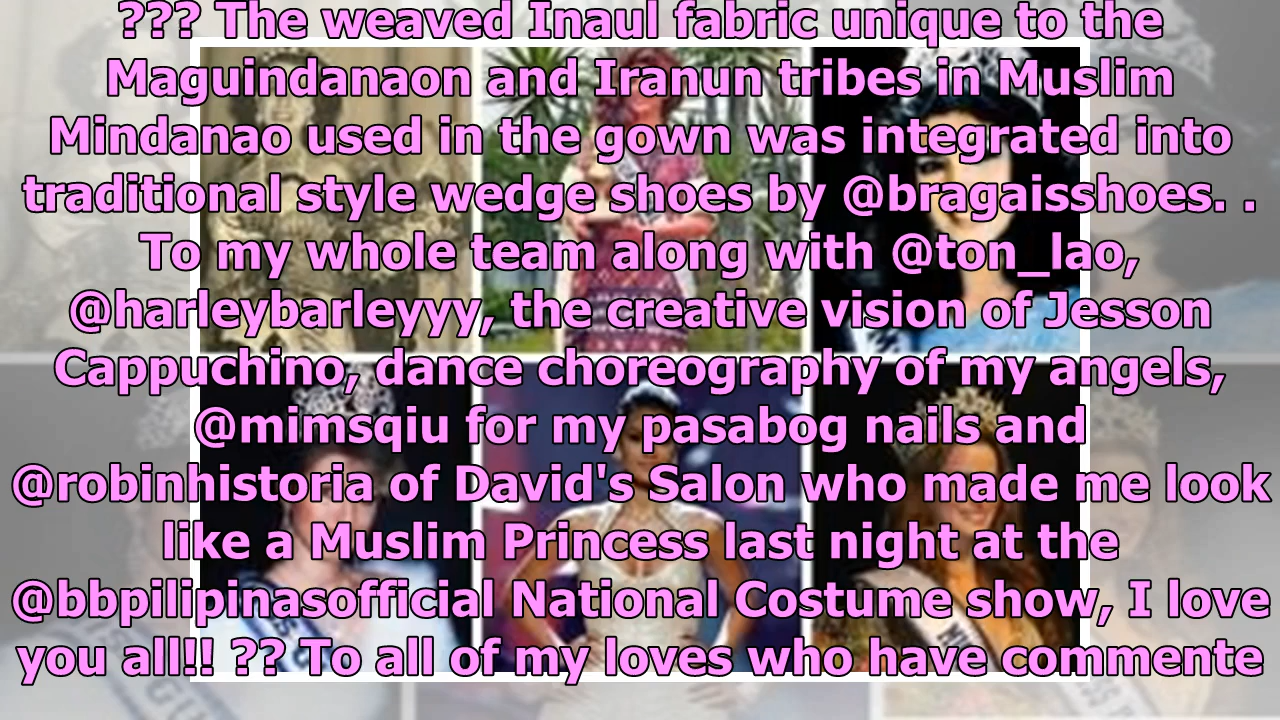 ??? The weaved Inaul fabric unique to the
Maguindanaon and Iranun tribes in Muslim
Mindanao used in the gown was integrated into
traditional style wedge shoes by @bragaisshoes. .
To my whole team along with @ton_lao,
@harleybarleyyy, the creative vision of Jesson
Cappuchino, dance choreography of my angels,
@mimsqiu for my pasabog nails and
@robinhistoria of David's Salon who made me look
like a Muslim Princess last night at the
@bbpilipinasofficial National Costume show, I love
you all!! ?? To all of my loves who have commente